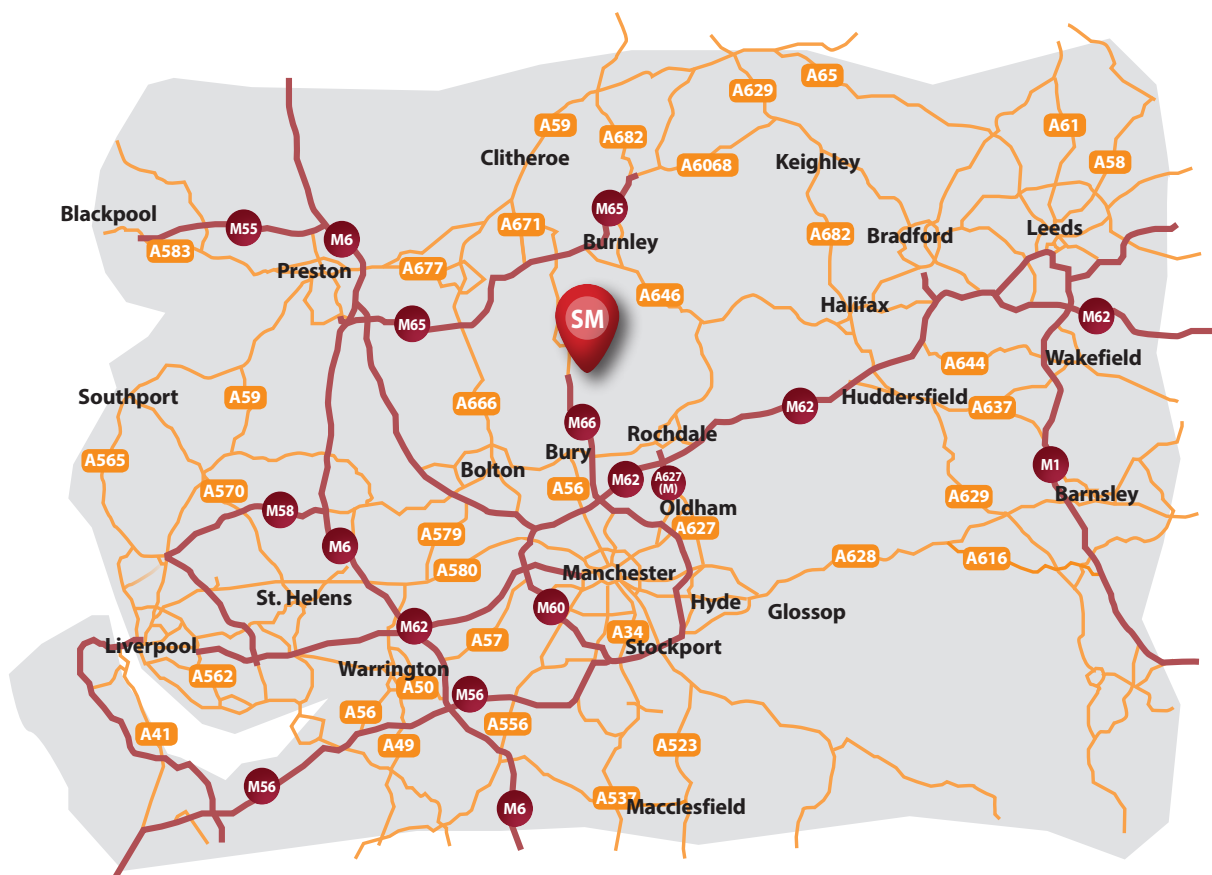 A65
A629
A59
A61
A682
Clitheroe
A6068
Keighley
A58
M65
Blackpool
M55
M6
A671
Burnley
A682
Bradford
Leeds
A583
Preston
A677
A646
Halifax
M65
SM
M62
A644
Wakefield
Southport
A59
A666
M62
Huddersfield
A637
M66
Rochdale
Bury
A565
Bolton
M62
A627
(M)
M1
A570
A56
A629
Barnsley
M58
Oldham
A579
A627
M6
A628
A616
A580
Manchester
St. Helens
M60
Hyde
Glossop
M62
A57
A34
Liverpool
Stockport
Warrington
A562
A50
M56
A56
A556
A41
A49
A523
M56
M6
A537
Macclesfield